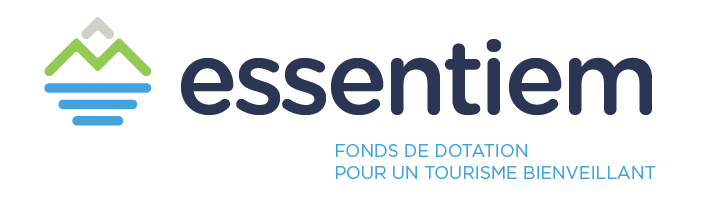 essentiem
FONDS DE DOTATION
POUR UN TOURISME BIENVEILLANT